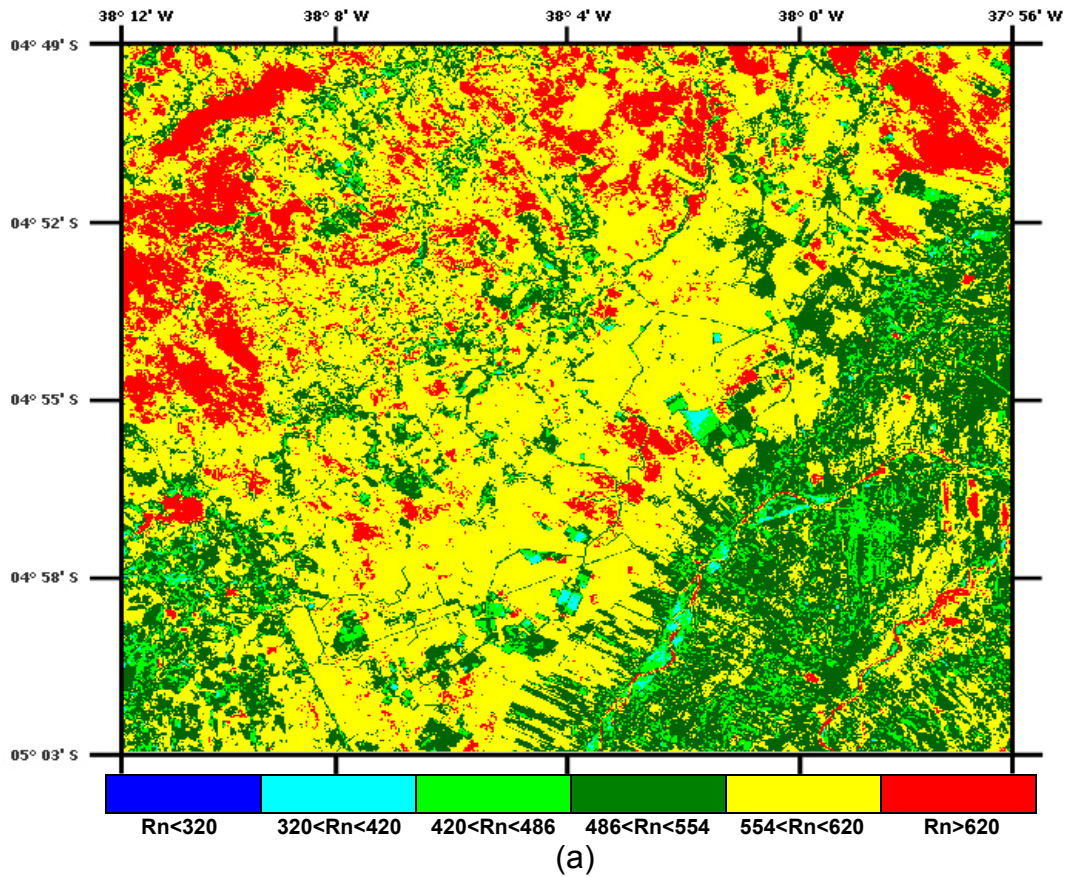 38° 12' W 38° 8' W 38° 4' W 38° 0' W 37° 56' W
04° 49' S
04° 52' S
04° 55' S
04° 58' S
05° 03' S
Rn<320 320<Rn<420 420<Rn<486 486<Rn<554 554<Rn<620 Rn>620
(a)